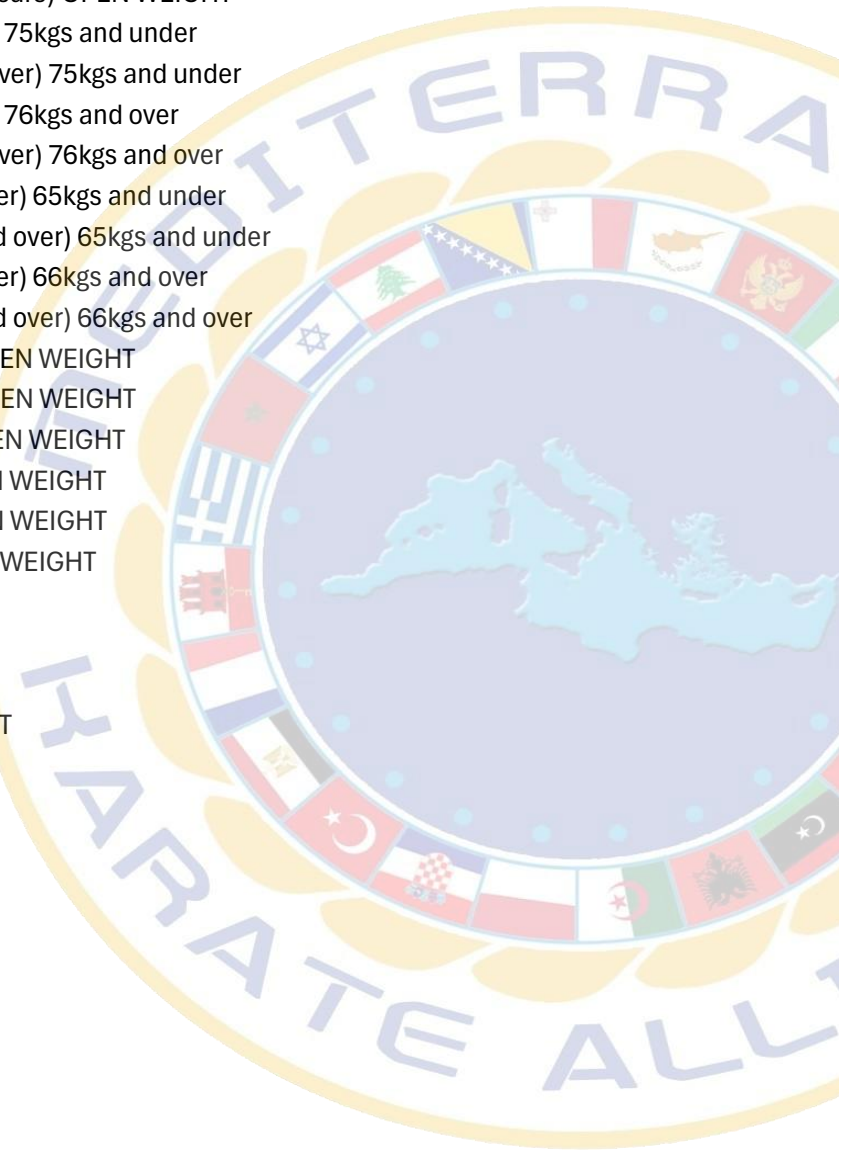 75kgs and under
ver) 75kgs and under
76kgs and over
ver) 76kgs and over
er) 65kgs and under
d over) 65kgs and under
er) 66kgs and over
d over) 66kgs and over
EN WEIGHT
EN WEIGHT
EN WEIGHT
WEIGHT
WEIGHT
WEIGHT
T
MEDITERRA
KARATE ALL